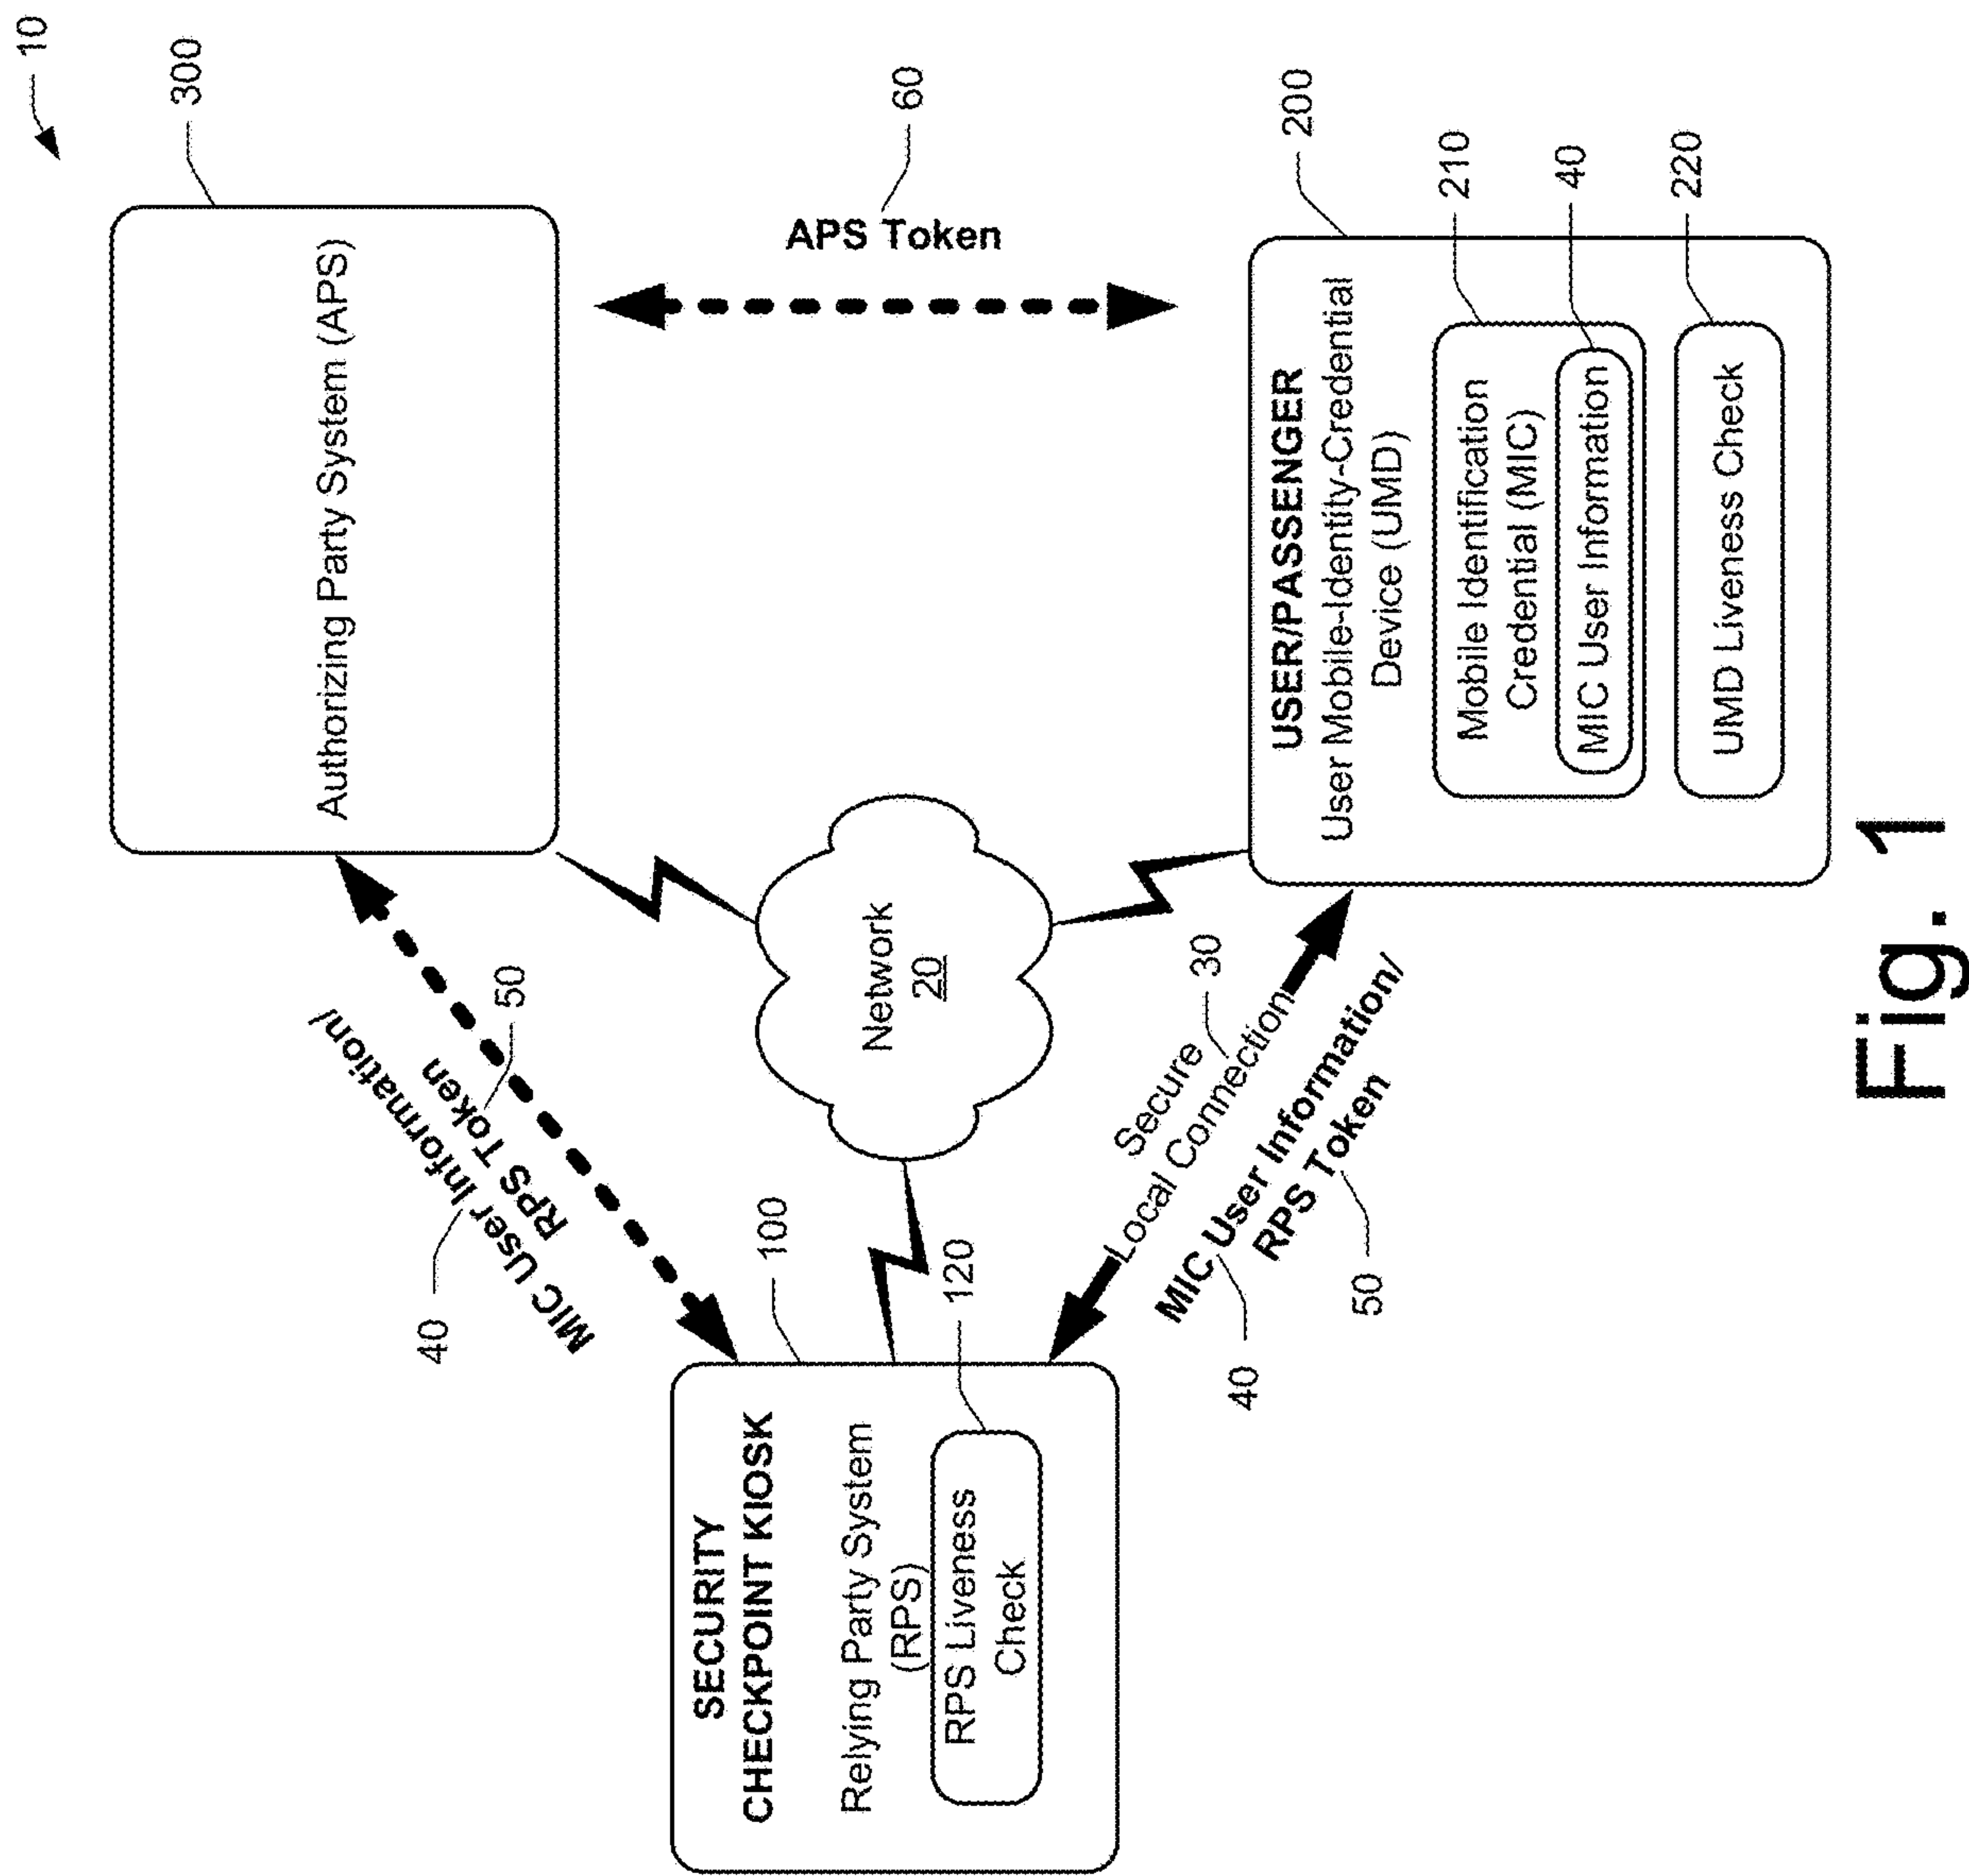 10
300
Authorizing Party System (APS)
60
APS Token
MIC User Information/
RPS Token
40
50
Network
20
100
120
SECURITY
CHECKPOINT KIOSK
Relying Party System
(RPS)
RPS Liveness
Check
Secure
Local Connection
30
MIC User Information/
RPS Token
40
50
200
USER/PASSENGER
User Mobile-Identity-Credential
Device (UMD)
210
Mobile Identification
Credential (MIC)
40
MIC User Information
220
UMD Liveness Check
Fig. 1